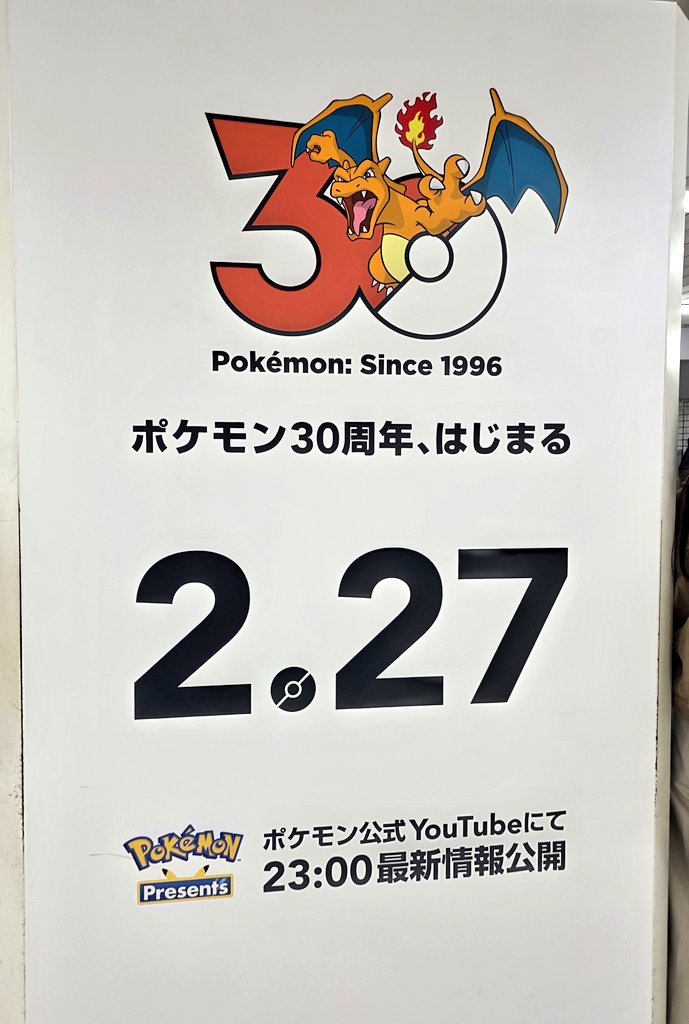 30
Pokémon: Since 1996
ポケモン30周年、はじまる
2.27
POKéMON
Presents
ポケモン公式YouTubeにて
23:00最新情報公開